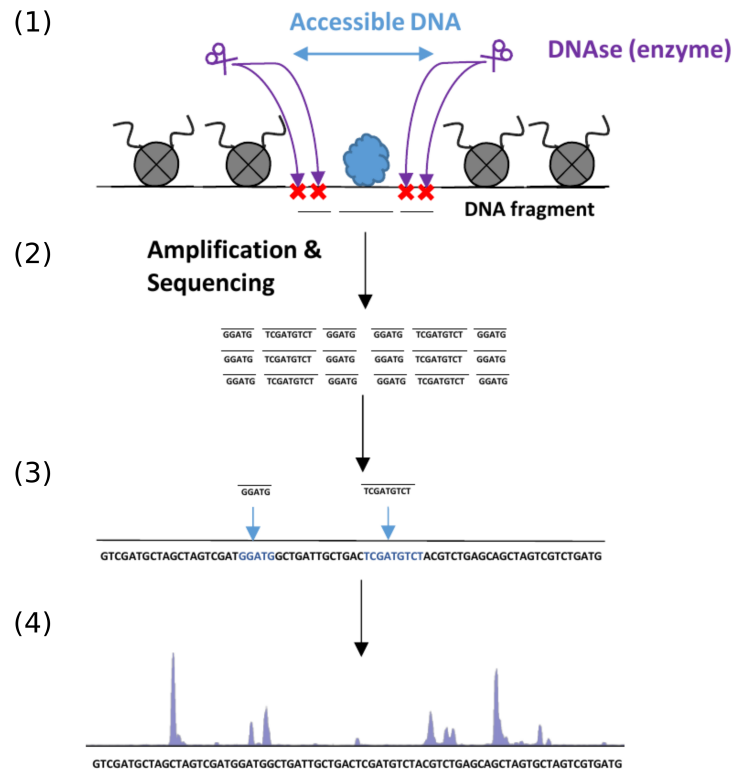 (1)
Accessible DNA
DNAse (enzyme)
DNA fragment
(2)
Amplification &
Sequencing
GGATG TCGATGTCT GGATG GGATG TCGATGTCT GGATG
GGATG TCGATGTCT GGATG GGATG TCGATGTCT GGATG
GGATG TCGATGTCT GGATG GGATG TCGATGTCT GGATG
(3)
GGATG TCGATGTCT
GTCGATGCTAGCTAGTCGATGGATGGCTGATTGCTGACTCGATGTCTACGTCTGAGCAGCTAGTCGTCTGATG
(4)
GTCGATGCTAGCTAGTCGATGGATGGCTGATTGCTGACTCGATGTCTACGTCTGAGCAGCTAGTGCTAGTCGTGATG